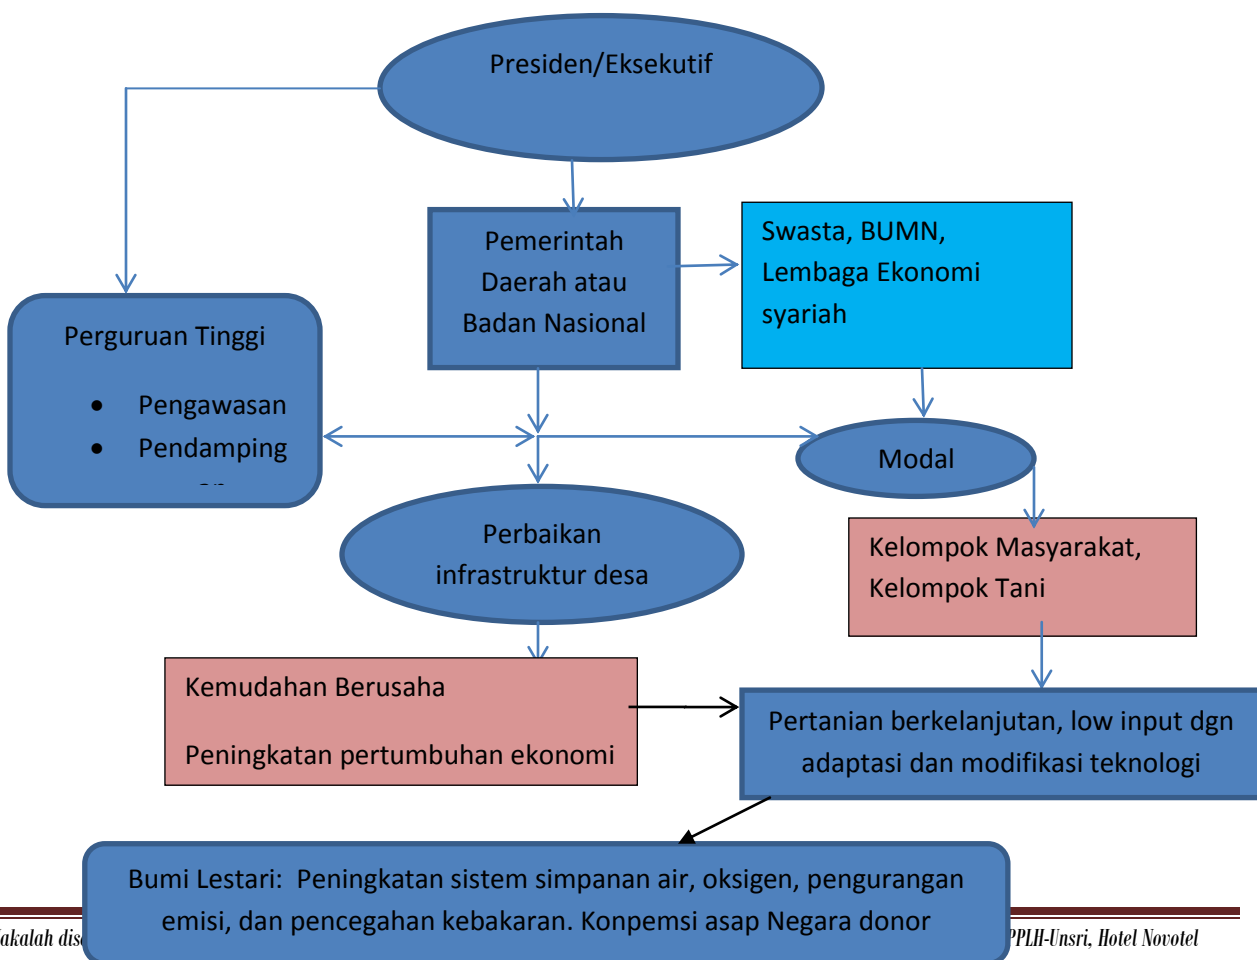 Presiden/Eksekutif
Pemerintah
Daerah atau
Badan Nasional
Swasta, BUMN,
Lembaga Ekonomi
syariah
Perguruan Tinggi
• Pengawasan
• Pendamping
Modal
Perbaikan
infrastruktur desa
Kelompok Masyarakat,
Kelompok Tani
Kemudahan Berusaha
Peningkatan pertumbuhan ekonomi
Pertanian berkelanjutan, low input dgn
adaptasi dan modifikasi teknologi
Bumi Lestari: Peningkatan sistem simpanan air, oksigen, pengurangan
emisi, dan pencegahan kebakaran. Konpemsi asap Negara donor
akalah dis
PPLH-Unsri, Hotel Novotel